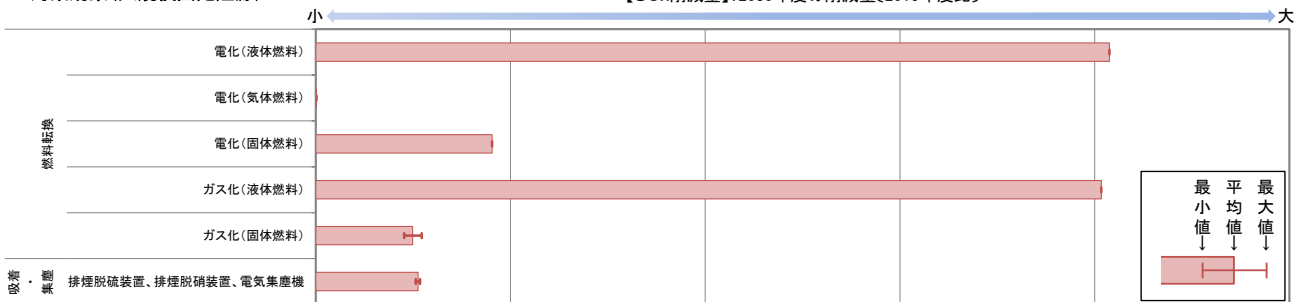 小
大
燃料転換
電化(液体燃料)
電化(気体燃料)
電化(固体燃料)
ガス化(液体燃料)
ガス化(固体燃料)
吸着・集塵
排煙脱硫装置、排煙脱硝装置、電気集塵機
最小値→
平均値→
最大値→